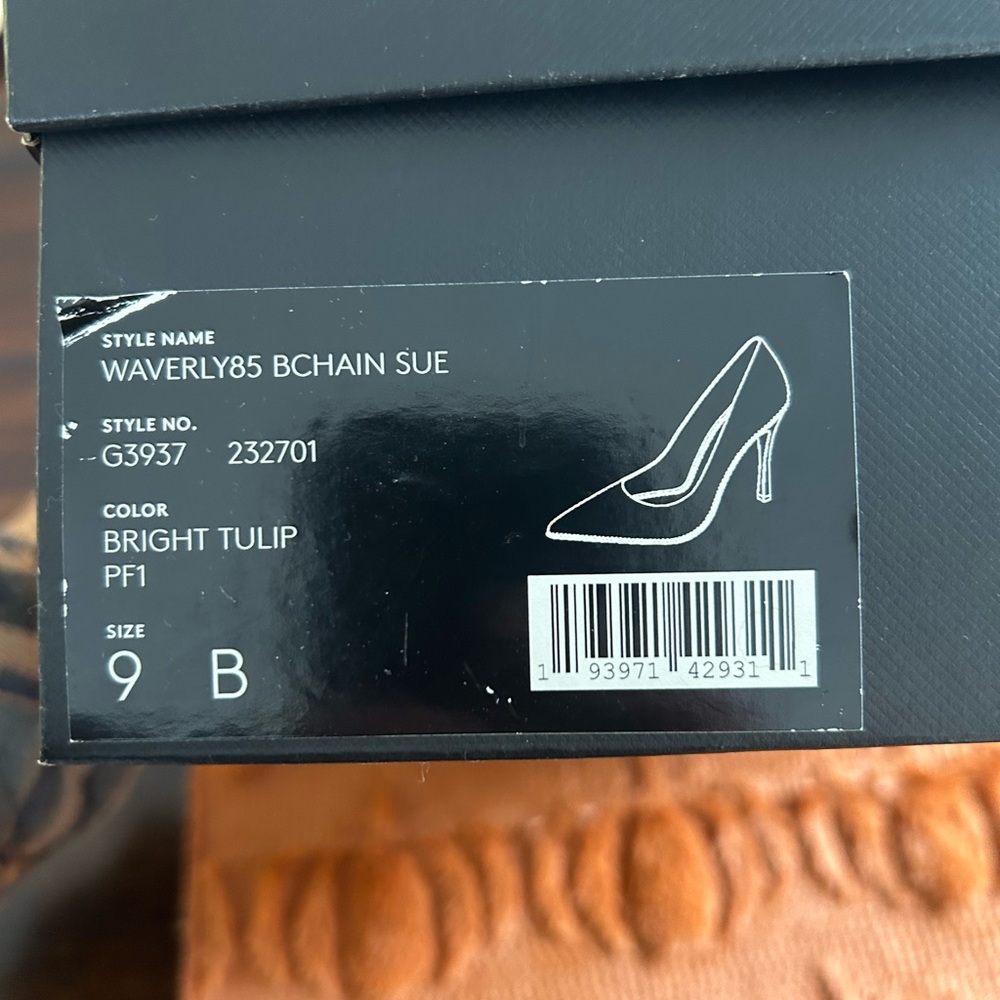 STYLE NAME
WAVERLY85 BCHAIN SUE
STYLE NO.
G3937 232701
COLOR
BRIGHT TULIP
PF1
SIZE
9 B
1 93971 42931 1